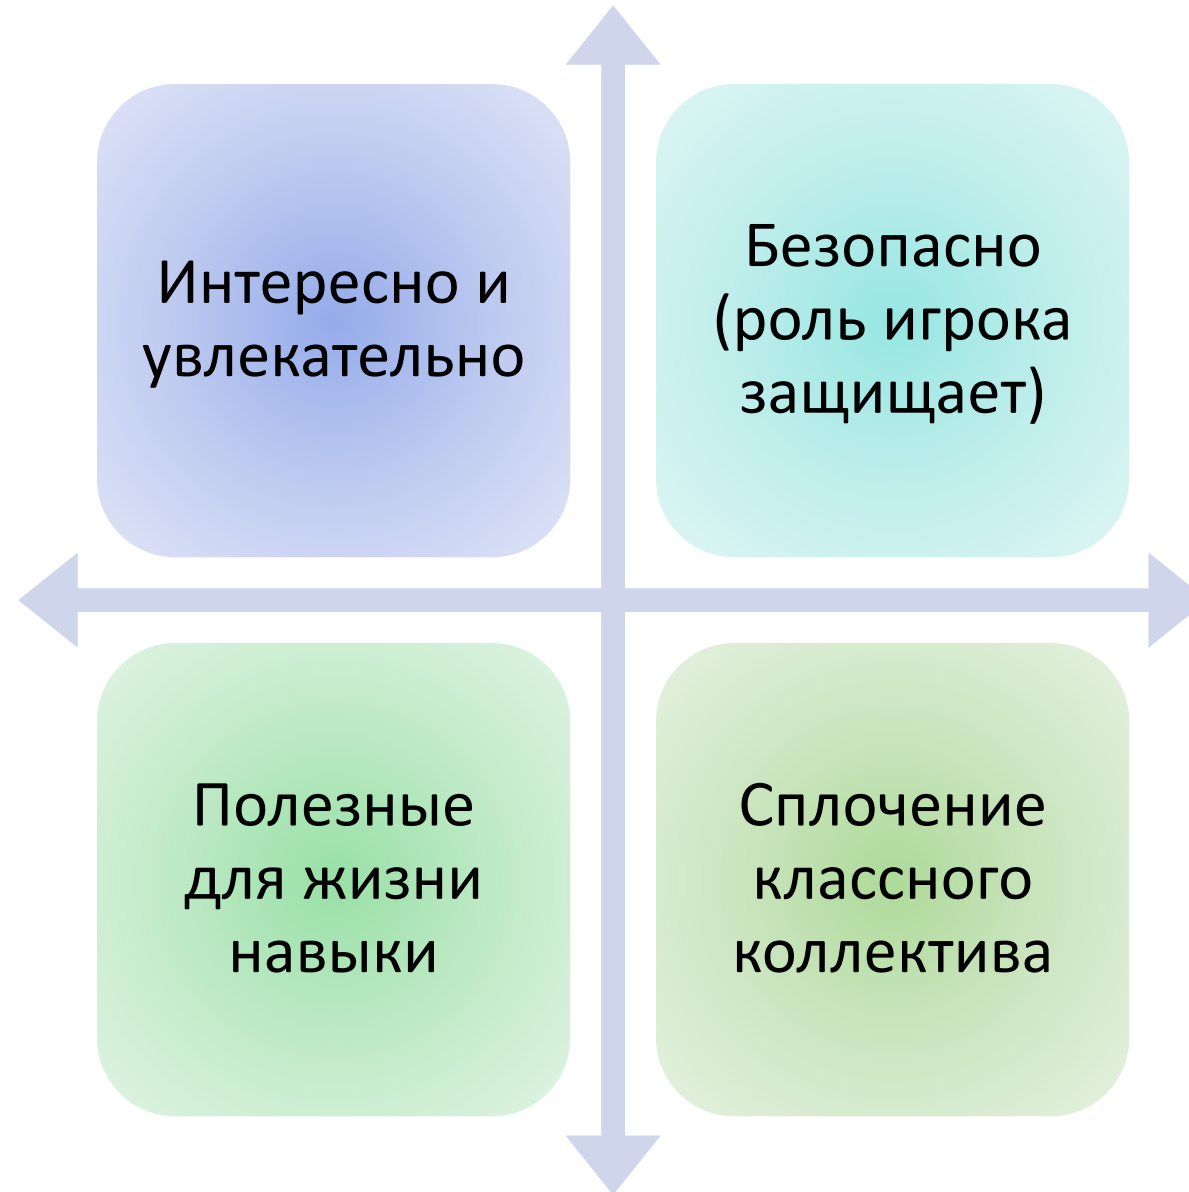 Интересно и
увлекательно
Безопасно
(роль игрока
защищает)
Полезные
для жизни
навыки
Сплочение
классного
коллектива